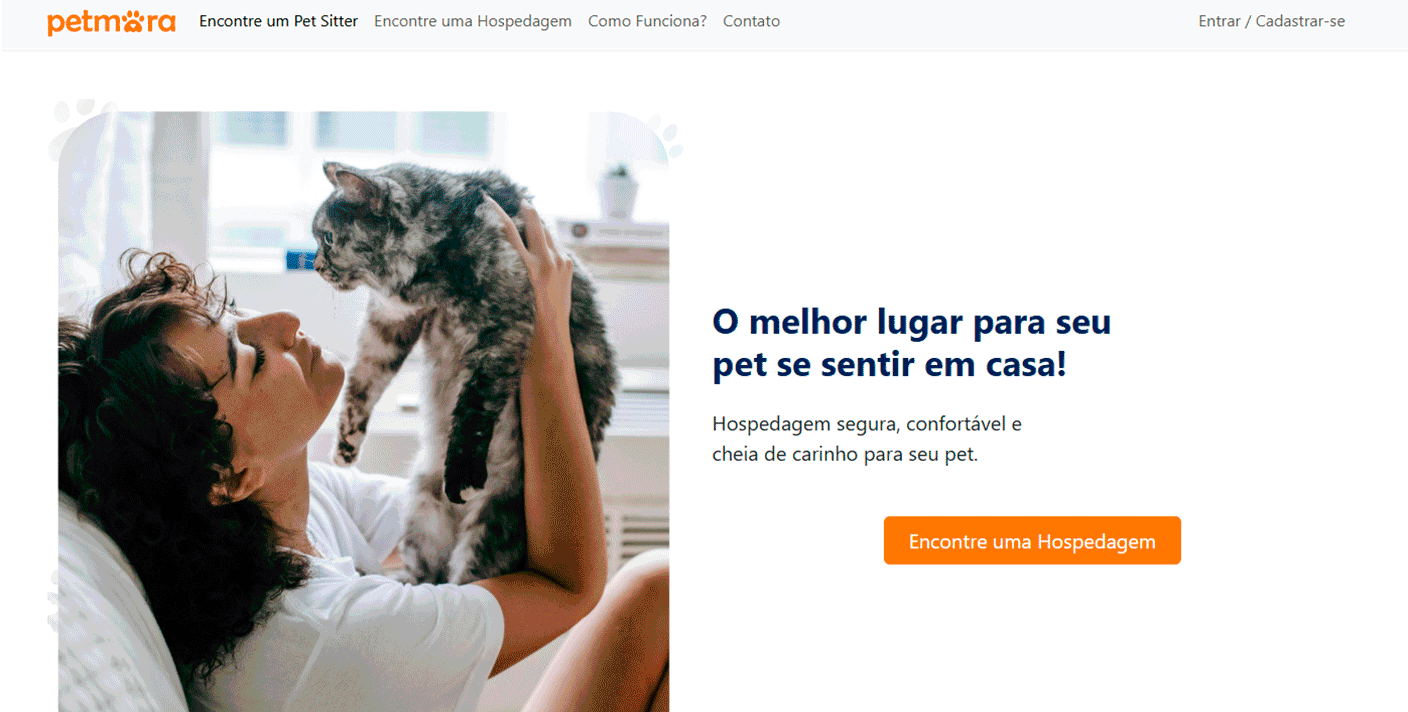 petmora
Encontre um Pet Sitter
Encontre uma Hospedagem
Como Funciona?
Contato
Entrar / Cadastrar-se
O melhor lugar para seu
pet se sentir em casa!
Hospedagem segura, confortável e
cheia de carinho para seu pet.
Encontre uma Hospedagem